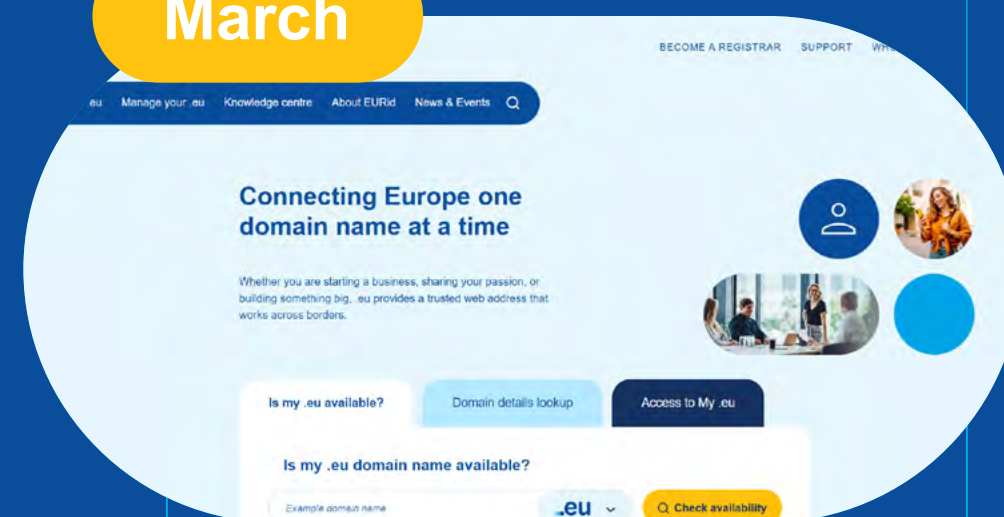 March
BECOME A REGISTRAR SUPPORT
.eu Manage your .eu Knowledge centre About EURid News & Events
Connecting Europe one
domain name at a time
Whether you are starting a business, sharing your passion, or
building something big, .eu provides a trusted web address that
works across borders.
Is my .eu available? Domain details lookup Access to My .eu
Is my .eu domain name available?
Example domain name .eu Check availability